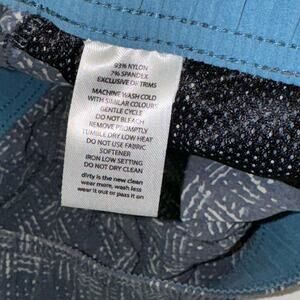 93% NYLON
7% SPANDEX
EXCLUSIVE OF TRIMS
MACHINE WASH COLD
WITH SIMILAR COLOURS
GENTLE CYCLE
DO NOT BLEACH
REMOVE PROMPTLY
TUMBLE DRY LOW HEAT
DO NOT USE FABRIC
SOFTENER
IRON LOW SETTING
DO NOT DRY CLEAN
dirty is the new clean
wear more, wash less
wear it out or pass it on